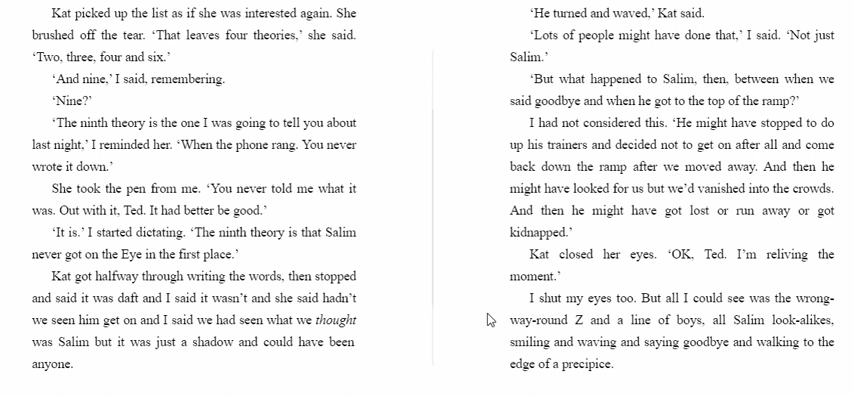 Kat picked up the list as if she was interested again. She
brushed off the tear. ‘That leaves four theories,’ she said.
‘Two, three, four and six.’
‘And nine,’ I said, remembering.
‘Nine?’
‘The ninth theory is the one I was going to tell you about
last night,’ I reminded her. ‘When the phone rang. You never
wrote it down.’
She took the pen from me. ‘You never told me what it
was. Out with it, Ted. It had better be good.’
‘It is.’ I started dictating. ‘The ninth theory is that Salim
never got on the Eye in the first place.’
Kat got halfway through writing the words, then stopped
and said it was daft and I said it wasn’t and she said hadn’t
we seen him get on and I said we had seen what we thought
was Salim but it was just a shadow and could have been
anyone.
‘He turned and waved,’ Kat said.
‘Lots of people might have done that,’ I said. ‘Not just
Salim.’
‘But what happened to Salim, then, between when we
said goodbye and when he got to the top of the ramp?’
I had not considered this. ‘He might have stopped to do
up his trainers and decided not to get on after all and come
back down the ramp after we moved away. And then he
might have looked for us but we’d vanished into the crowds.
And then he might have got lost or run away or got
kidnapped.’
Kat closed her eyes. ‘OK, Ted. I’m reliving the
moment.’
I shut my eyes too. But all I could see was the wrong-
way-round Z and a line of boys, all Salim look-alikes,
smiling and waving and saying goodbye and walking to the
edge of a precipice.